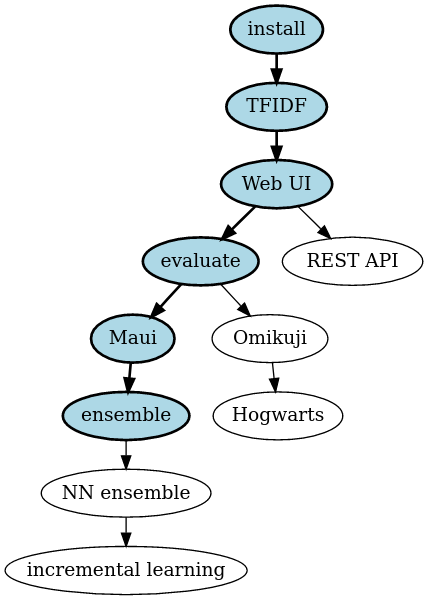 install
TFIDF
Web UI
evaluate
REST API
Maui
Omikuji
ensemble
Hogwarts
NN ensemble
incremental learning